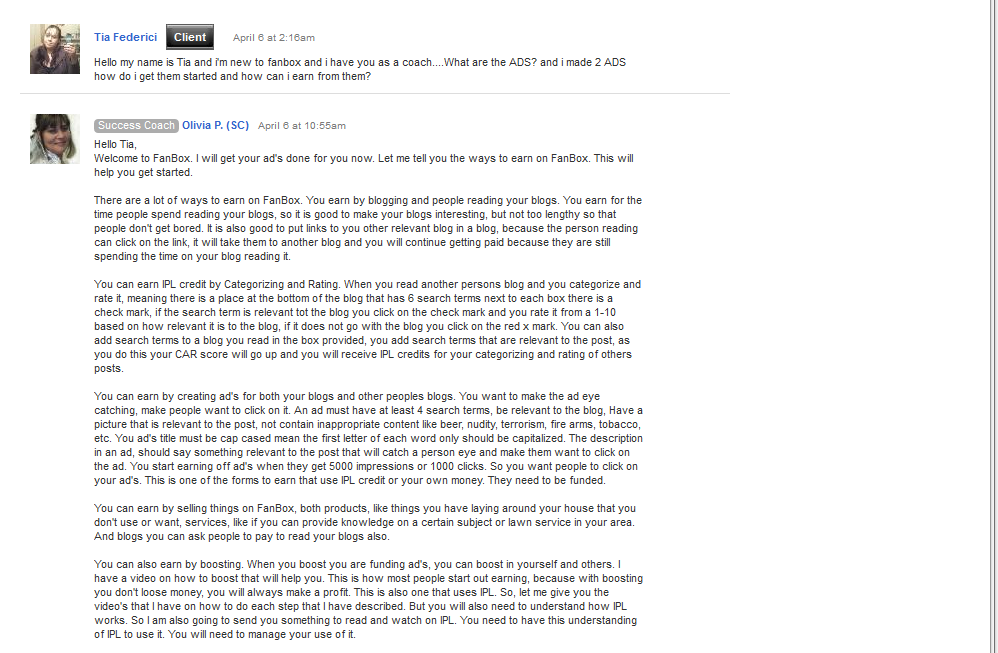 Tia Federici Client April 6 at 2:16am
Hello my name is Tia and i'm new to fanbox and i have you as a coach....What are the ADS? and i made 2 ADS
how do i get them started and how can i earn from them?
Success Coach Olivia P. (SC) April 6 at 10:55am
Hello Tia,
Welcome to FanBox. I will get your ad's done for you now. Let me tell you the ways to earn on FanBox. This will
help you get started.
There are a lot of ways to earn on FanBox. You earn by blogging and people reading your blogs. You earn for the
time people spend reading your blogs, so it is good to make your blogs interesting, but not too lengthy so that
people don't get bored. It is also good to put links to you other relevant blog in a blog, because the person reading
can click on the link, it will take them to another blog and you will continue getting paid because they are still
spending the time on your blog reading it.
You can earn IPL credit by Categorizing and Rating. When you read another persons blog and you categorize and
rate it, meaning there is a place at the bottom of the blog that has 6 search terms next to each box there is a
check mark, if the search term is relevant tot the blog you click on the check mark and you rate it from a 1-10
based on how relevant it is to the blog, if it does not go with the blog you click on the red x mark. You can also
add search terms to a blog you read in the box provided, you add search terms that are relevant to the post, as
you do this your CAR score will go up and you will receive IPL credits for your categorizing and rating of others
posts.
You can earn by creating ad's for both your blogs and other peoples blogs. You want to make the ad eye
catching, make people want to click on it. An ad must have at least 4 search terms, be relevant to the blog, Have a
picture that is relevant to the post, not contain inappropriate content like beer, nudity, terrorism, fire arms, tobacco,
etc. You ad's title must be cap cased mean the first letter of each word only should be capitalized. The description
in an ad, should say something relevant to the post that will catch a person eye and make them want to click on
the ad. You start earning off ad's when they get 5000 impressions or 1000 clicks. So you want people to click on
your ad's. This is one of the forms to earn that use IPL credit or your own money. They need to be funded.
You can earn by selling things on FanBox, both products, like things you have laying around your house that you
don't use or want, services, like if you can provide knowledge on a certain subject or lawn service in your area.
And blogs you can ask people to pay to read your blogs also.
You can also earn by boosting. When you boost you are funding ad's, you can boost in yourself and others. I
have a video on how to boost that will help you. This is how most people start out earning, because with boosting
you don't loose money, you will always make a profit. This is also one that uses IPL. So, let me give you the
video's that I have on how to do each step that I have described. But you will also need to understand how IPL
works. So I am also going to send you something to read and watch on IPL. You need to have this understanding
of IPL to use it. You will need to manage your use of it.